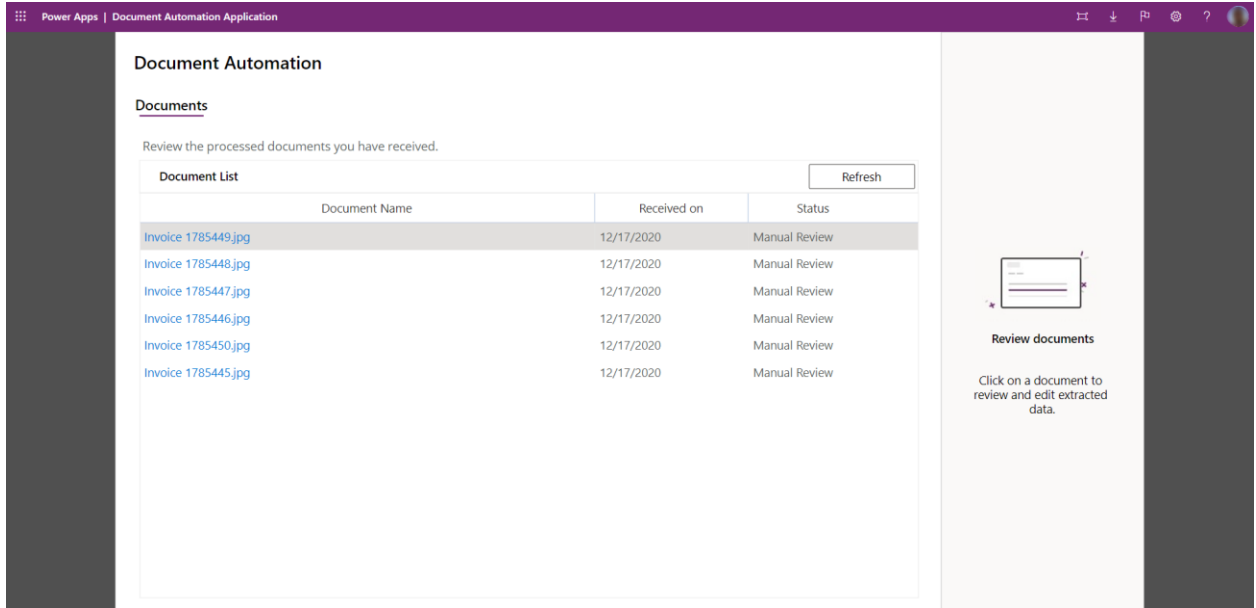 Power Apps | Document Automation Application ?
Document Automation
Documents
Review the processed documents you have received.
Document List Refresh
Document Name Received on Status
Invoice 1785449.jpg 12/17/2020 Manual Review
Invoice 1785448.jpg 12/17/2020 Manual Review
Invoice 1785447.jpg 12/17/2020 Manual Review
Invoice 1785446.jpg 12/17/2020 Manual Review
Invoice 1785450.jpg 12/17/2020 Manual Review
Invoice 1785445.jpg 12/17/2020 Manual Review
Review documents
Click on a document to
review and edit extracted
data.